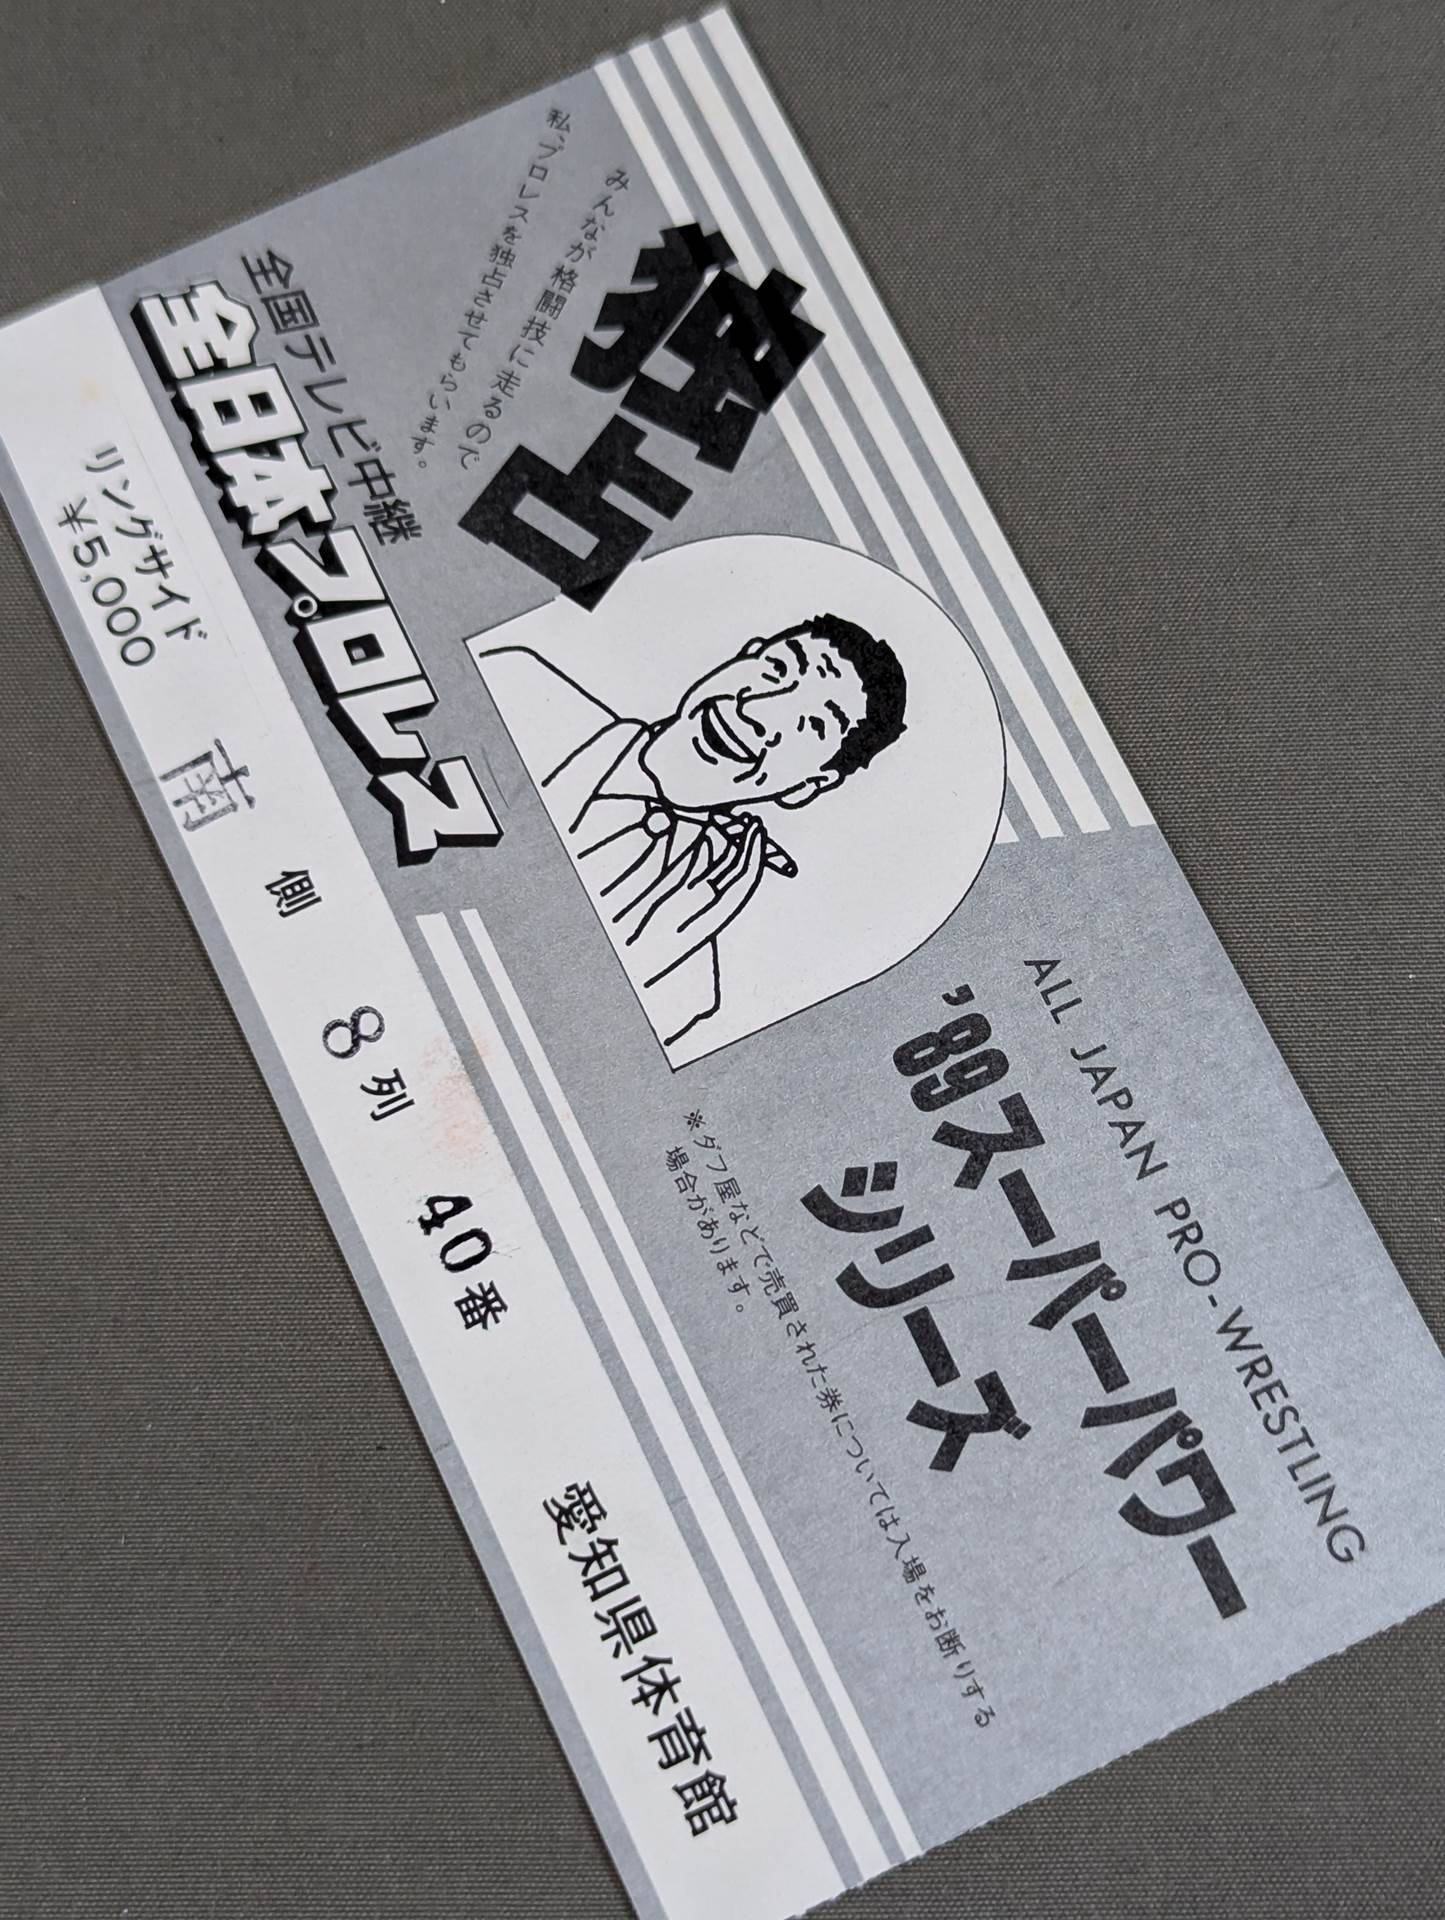 みんなが格闘技に走るので
私、プロレスを独占させてもらいます。
独占
全国テレビ中継
全日本プロレス
ALL JAPAN PRO-WRESTLING
'89スーパーパワー
シリーズ
※ダフ屋などで売買された券については入場をお断りする
場合があります。
リングサイド
¥5,000
南側 8列 40番
愛知県体育館